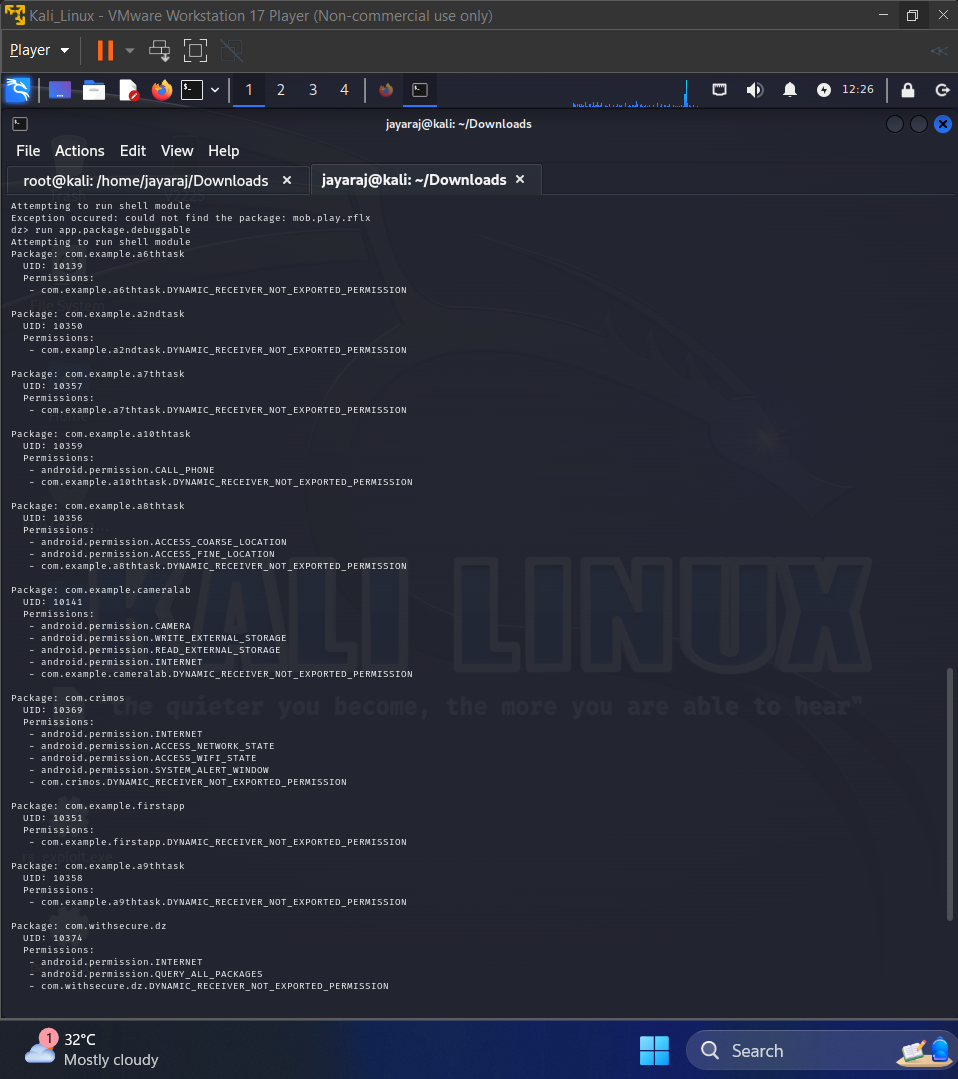 Kali_Linux - VMware Workstation 17 Player (Non-commercial use only)
Player
1 2 3 4
12:26
jayaraj@kali: ~/Downloads
File Actions Edit View Help
root@kali: /home/jayaraj/Downloads
jayaraj@kali: ~/Downloads
Attempting to run shell module
Exception occured: could not find the package: mob.play.rflx
dz> run app.package.debuggable
Attempting to run shell module
Package: com.example.a6thtask
UID: 10139
Permissions:
- com.example.a6thtask.DYNAMIC_RECEIVER_NOT_EXPORTED_PERMISSION
File System
Package: com.example.a2ndtask
UID: 10350
Permissions:
- com.example.a2ndtask.DYNAMIC_RECEIVER_NOT_EXPORTED_PERMISSION
Package: com.example.a7thtask
UID: 10357
Permissions:
- com.example.a7thtask.DYNAMIC_RECEIVER_NOT_EXPORTED_PERMISSION
Package: com.example.a10thtask
UID: 10359
Permissions:
- android.permission.CALL_PHONE
- com.example.a10thtask.DYNAMIC_RECEIVER_NOT_EXPORTED_PERMISSION
Package: com.example.a8thtask
UID: 10356
Permissions:
- android.permission.ACCESS_COARSE_LOCATION
- android.permission.ACCESS_FINE_LOCATION
- com.example.a8thtask.DYNAMIC_RECEIVER_NOT_EXPORTED_PERMISSION
KALI LINUX
Package: com.example.cameralab
UID: 10141
Permissions:
- android.permission.CAMERA
- android.permission.WRITE_EXTERNAL_STORAGE
- android.permission.READ_EXTERNAL_STORAGE
- android.permission.INTERNET
- com.example.cameralab.DYNAMIC_RECEIVER_NOT_EXPORTED_PERMISSION
Package: com.crimos
"the quieter you become, the more you are able to hear"
UID: 10369
Permissions:
- android.permission.INTERNET
- android.permission.ACCESS_NETWORK_STATE
- android.permission.ACCESS_WIFI_STATE
- android.permission.SYSTEM_ALERT_WINDOW
- com.crimos.DYNAMIC_RECEIVER_NOT_EXPORTED_PERMISSION
Package: com.example.firstapp
UID: 10351
Permissions:
- com.example.firstapp.DYNAMIC_RECEIVER_NOT_EXPORTED_PERMISSION
Package: com.example.a9thtask
UID: 10358
Permissions:
- com.example.a9thtask.DYNAMIC_RECEIVER_NOT_EXPORTED_PERMISSION
Package: com.withsecure.dz
UID: 10374
Permissions:
- android.permission.INTERNET
- android.permission.QUERY_ALL_PACKAGES
- com.withsecure.dz.DYNAMIC_RECEIVER_NOT_EXPORTED_PERMISSION
1
32°C
Mostly cloudy
Search